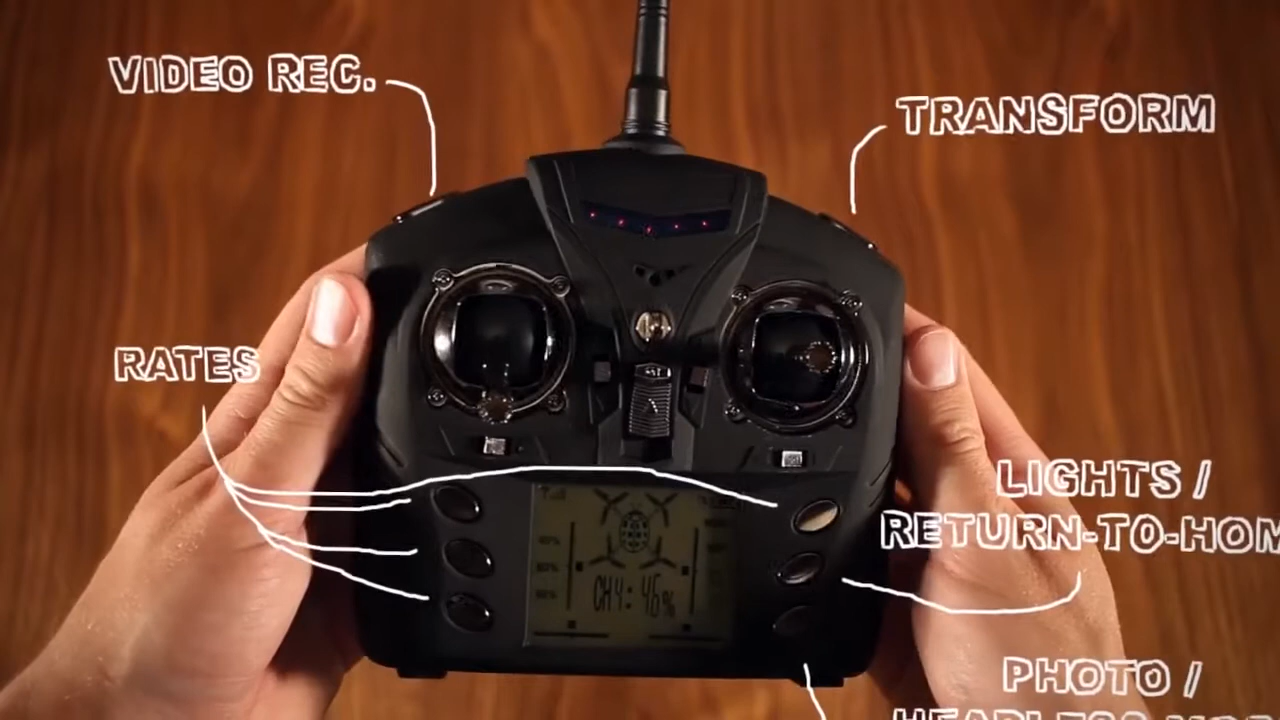 VIDEO REC.
TRANSFORM
RATES
LIGHTS /
RETURN-TO-HOM
CH4: 46%
PHOTO /